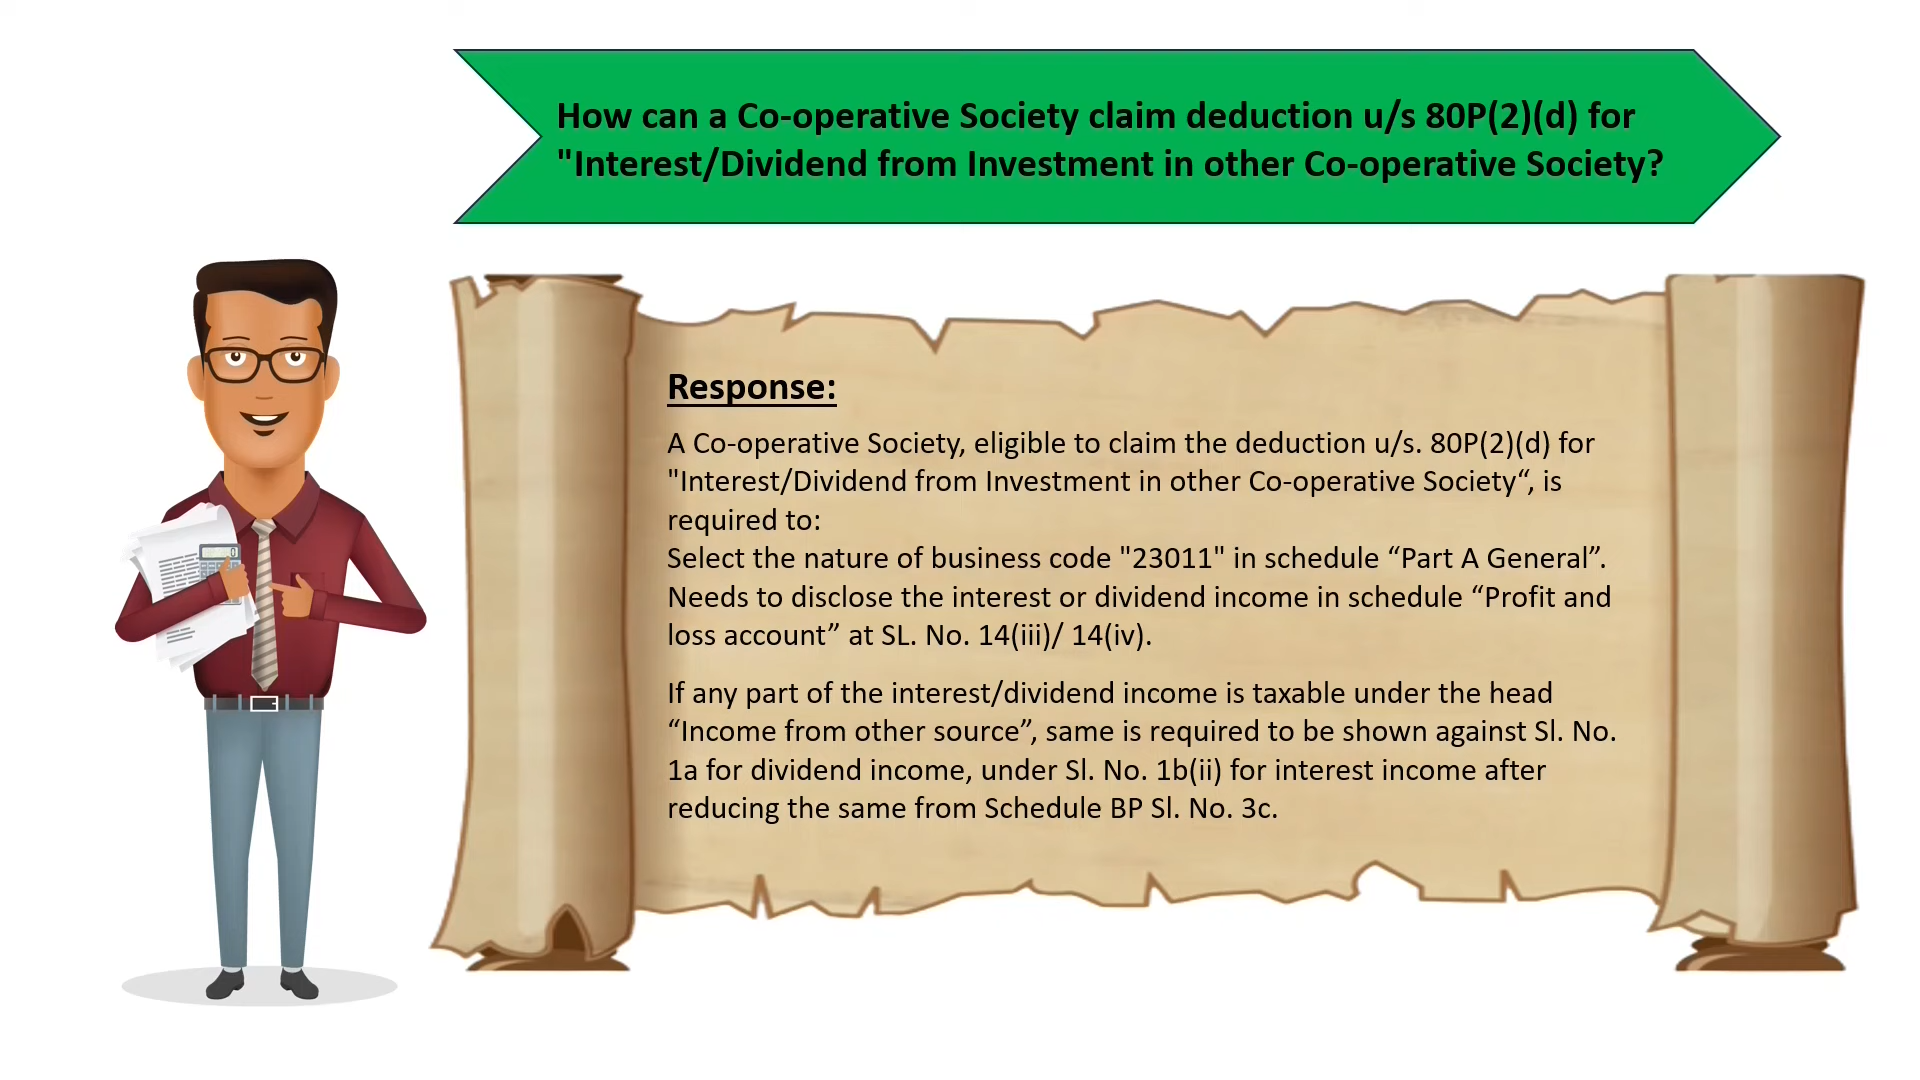 How can a Co-operative Society claim deduction u/s 80P(2)(d) for
"Interest/Dividend from Investment in other Co-operative Society?
Response:
A Co-operative Society, eligible to claim the deduction u/s. 80P(2)(d) for
"Interest/Dividend from Investment in other Co-operative Society“, is
required to:
Select the nature of business code "23011" in schedule “Part A General”.
Needs to disclose the interest or dividend income in schedule “Profit and
loss account” at SL. No. 14(iii)/ 14(iv).
If any part of the interest/dividend income is taxable under the head
“Income from other source”, same is required to be shown against Sl. No.
1a for dividend income, under Sl. No. 1b(ii) for interest income after
reducing the same from Schedule BP Sl. No. 3c.